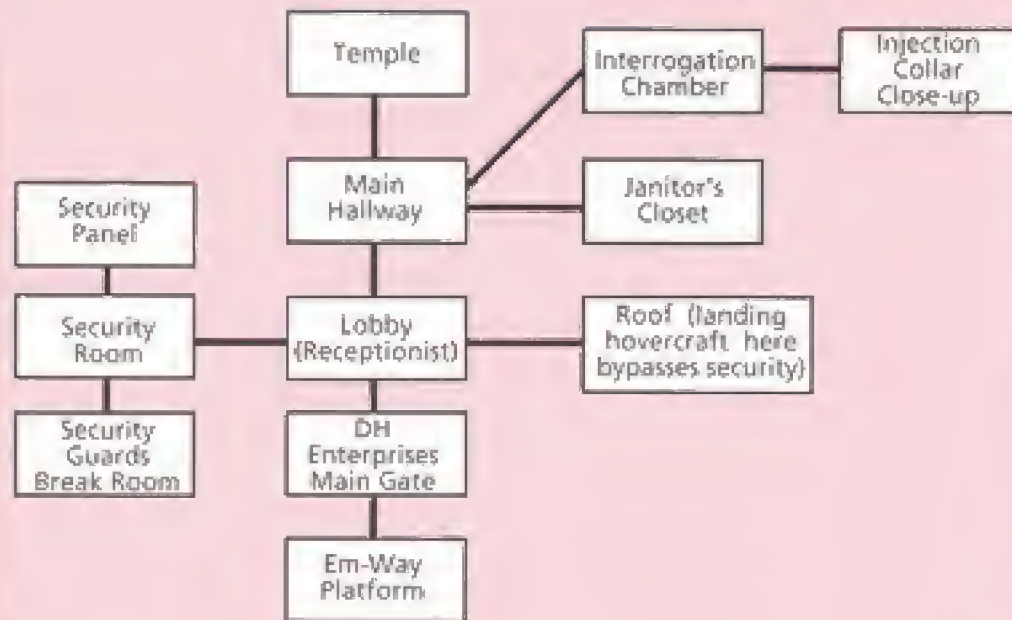 Temple
Interrogation
Chamber
Injection
Collar
Close-up
Main
Hallway
Janitor's
Closet
Security
Panel
Security
Room
Lobby
(Receptionist)
Roof (landing
hovercraft here
bypasses security)
Security
Guards
Break Room
DH
Enterprises
Main Gate
Em-Way
Platform